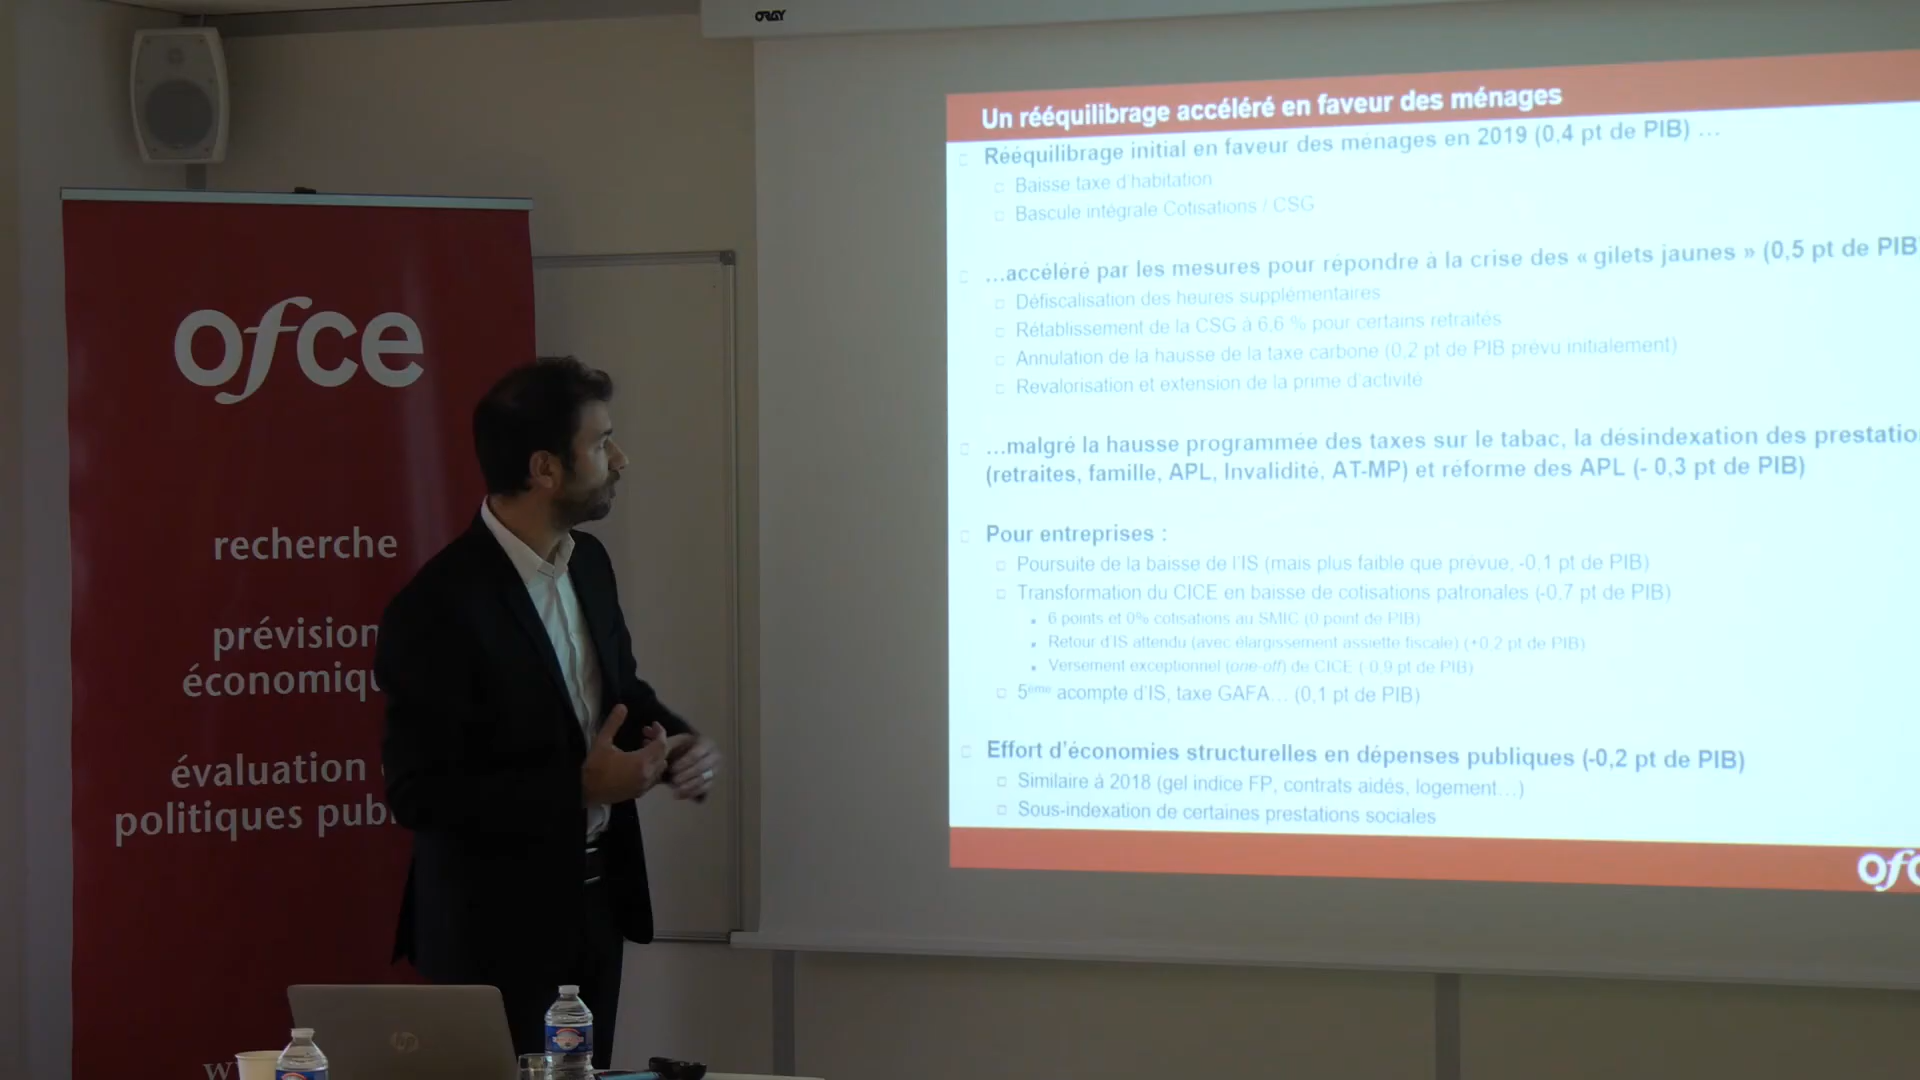 ORAY
ofce
recherche
prévision
économiqu
évaluation
politiques pub
w
hp
Un rééquilibrage accéléré en faveur des ménages
Rééquilibrage initial en faveur des ménages en 2019 (0,4 pt de PIB) …
Baisse taxe d'habitation
Bascule intégrale Cotisations / CSG
…accéléré par les mesures pour répondre à la crise des « gilets jaunes » (0,5 pt de PIB)
Défiscalisation des heures supplémentaires
Rétablissement de la CSG à 6,6 % pour certains retraités
Annulation de la hausse de la taxe carbone (0,2 pt de PIB prévu initialement)
Revalorisation et extension de la prime d'activité
…malgré la hausse programmée des taxes sur le tabac, la désindexation des prestatio
(retraites, famille, APL, Invalidité, AT-MP) et réforme des APL (- 0,3 pt de PIB)
Pour entreprises :
Poursuite de la baisse de l'IS (mais plus faible que prévue, -0,1 pt de PIB)
Transformation du CICE en baisse de cotisations patronales (-0,7 pt de PIB)
6 points et 0% cotisations au SMIC (0 point de PIB)
Retour d'IS attendu (avec élargissement assiette fiscale) (+0,2 pt de PIB)
Versement exceptionnel (one-off) de CICE (-0,9 pt de PIB)
5ème acompte d'IS, taxe GAFA… (0,1 pt de PIB)
Effort d'économies structurelles en dépenses publiques (-0,2 pt de PIB)
Similaire à 2018 (gel indice FP, contrats aidés, logement…)
Sous-indexation de certaines prestations sociales
ofc